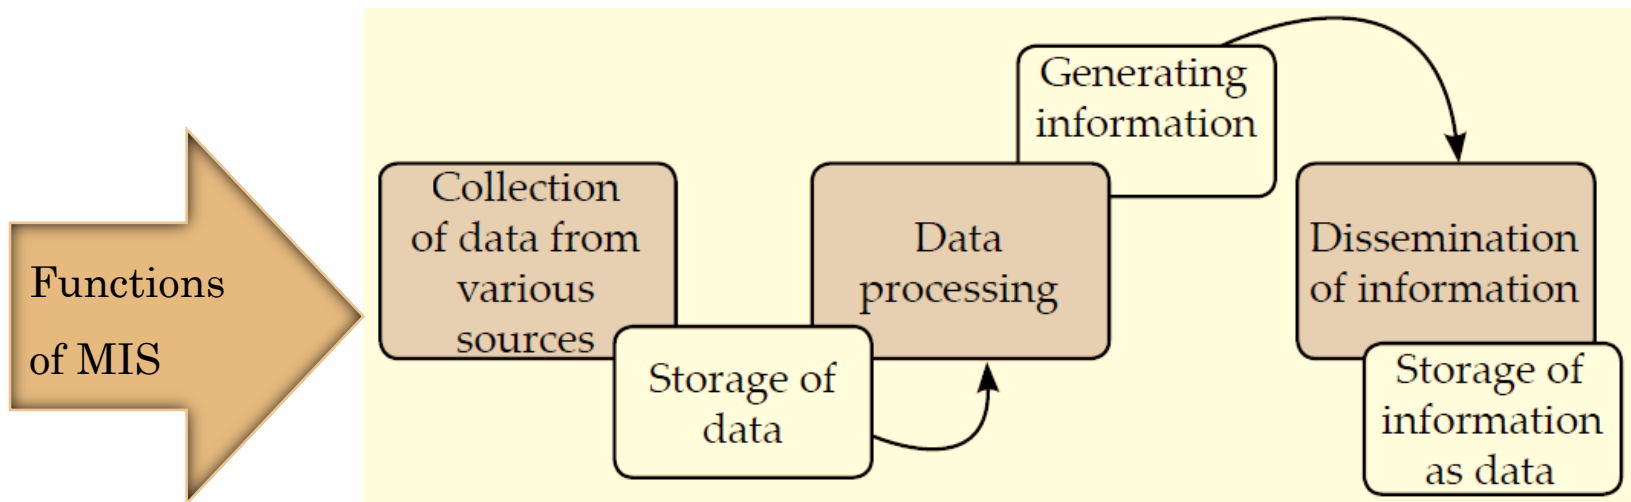 Functions
of MIS
Collection
of data from
various
sources
Storage of
data
Data
processing
Generating
information
Dissemination
of information
Storage of
information
as data